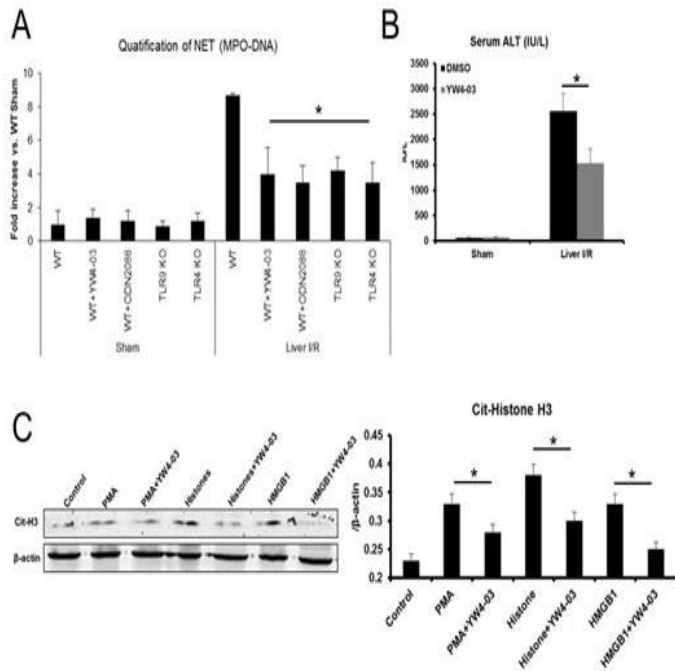 A
Quatification of NET (MPO-DNA)
Fold increase vs. WT Sham
10
8
6
4
2
0
WT
WT+YW4-03
WT+ODN2088
TLR9 KO
TLR4 KO
WT
WT+YW4-03
WT+ODN2088
TLR9 KO
TLR4 KO
Sham
Liver I/R
*
B
Serum ALT (IU/L)
DMSO
YW4-03
3500
3000
2500
2000
1500
1000
500
0
Sham
Liver I/R
*
C
Control
PMA
PMA+YW4-03
Histones
Histones+YW4-03
HMGB1
HMGB1+YW4-03
Cit-H3
β-actin
Cit-Histone H3
/β-actin
0.45
0.4
0.35
0.3
0.25
0.2
*
*
*
Control
PMA
PMA+YW4-03
Histone
Histone+YW4-03
HMGB1
HMGB1+YW4-03